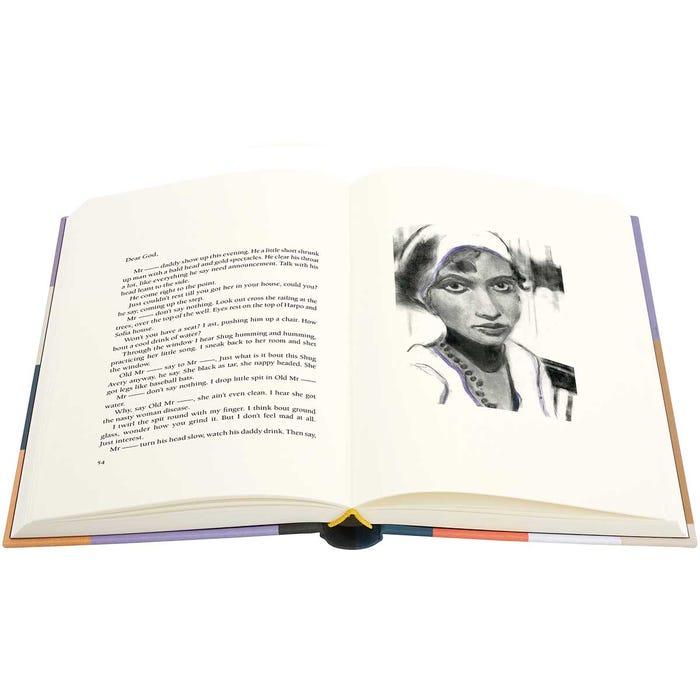 Dear God,
Mr —— daddy show up this evening. He a little short shrunk
up man with a bald head and gold spectacles. He clear his throat
a lot, like everything he say need announcement. Talk with his
head leant to the side.
He come right to the point.
Just couldn't rest till you got her in your house, could you?
he say, coming up the step.
Mr —— don't say nothing. Look out cross the railing at the
trees, over the top of the well. Eyes rest on the top of Harpo and
Sofia house.
Won't you have a seat? I ast, pushing him up a chair. How
bout a cool drink of water?
Through the window I hear Shug humming and humming,
practicing her little song. I sneak back to her room and shet
the window.
Old Mr —— say to Mr ——, Just what is it bout this Shug
Avery anyway, he say. She black as tar, she nappy headed. She
got legs like baseball bats.
Mr —— don't say nothing. I drop little spit in Old Mr ——
water.
Why, say Old Mr ——, she ain't even clean. I hear she got
the nasty woman disease.
I twirl the spit round with my finger. I think bout ground
glass, wonder how you grind it. But I don't feel mad at all.
Just interest.
Mr —— turn his head slow, watch his daddy drink. Then say,
54